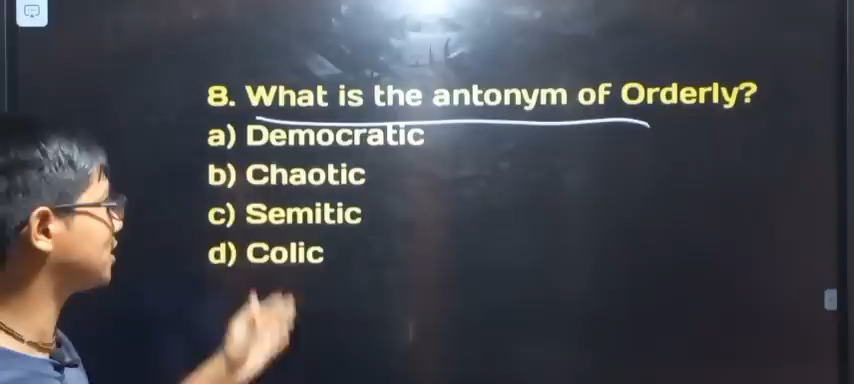 8. What is the antonym of Orderly?
a) Democratic
b) Chaotic
c) Semitic
d) Colic